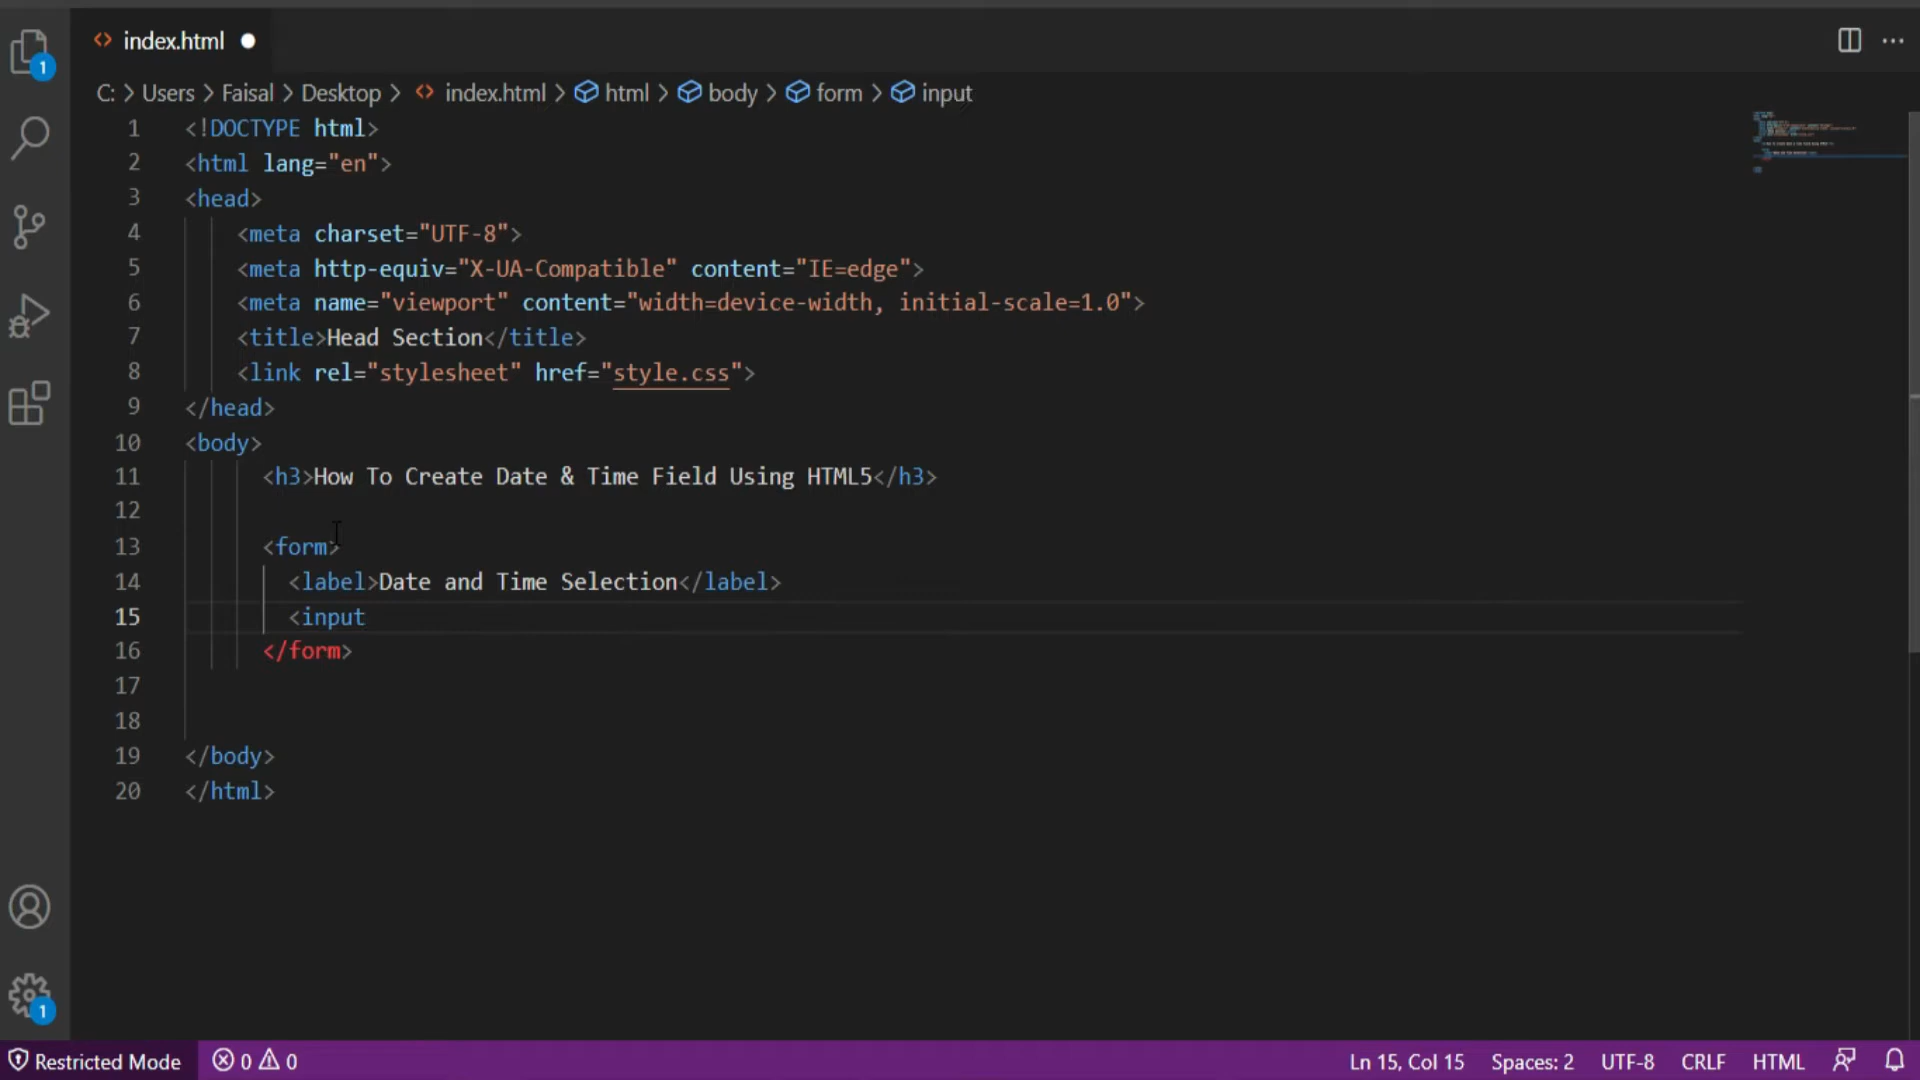 index.html
C: > Users > Faisal > Desktop > index.html > html > body > form > input
1 <!DOCTYPE html>
2 <html lang="en">
3 <head>
4 <meta charset="UTF-8">
5 <meta http-equiv="X-UA-Compatible" content="IE=edge">
6 <meta name="viewport" content="width=device-width, initial-scale=1.0">
7 <title>Head Section</title>
8 <link rel="stylesheet" href="style.css">
9 </head>
10 <body>
11 <h3>How To Create Date & Time Field Using HTML5</h3>
12
13 <form>
14 <label>Date and Time Selection</label>
15 <input
16 </form>
17
18
19 </body>
20 </html>
1
1
Restricted Mode 0 0 Ln 15, Col 15 Spaces: 2 UTF-8 CRLF HTML